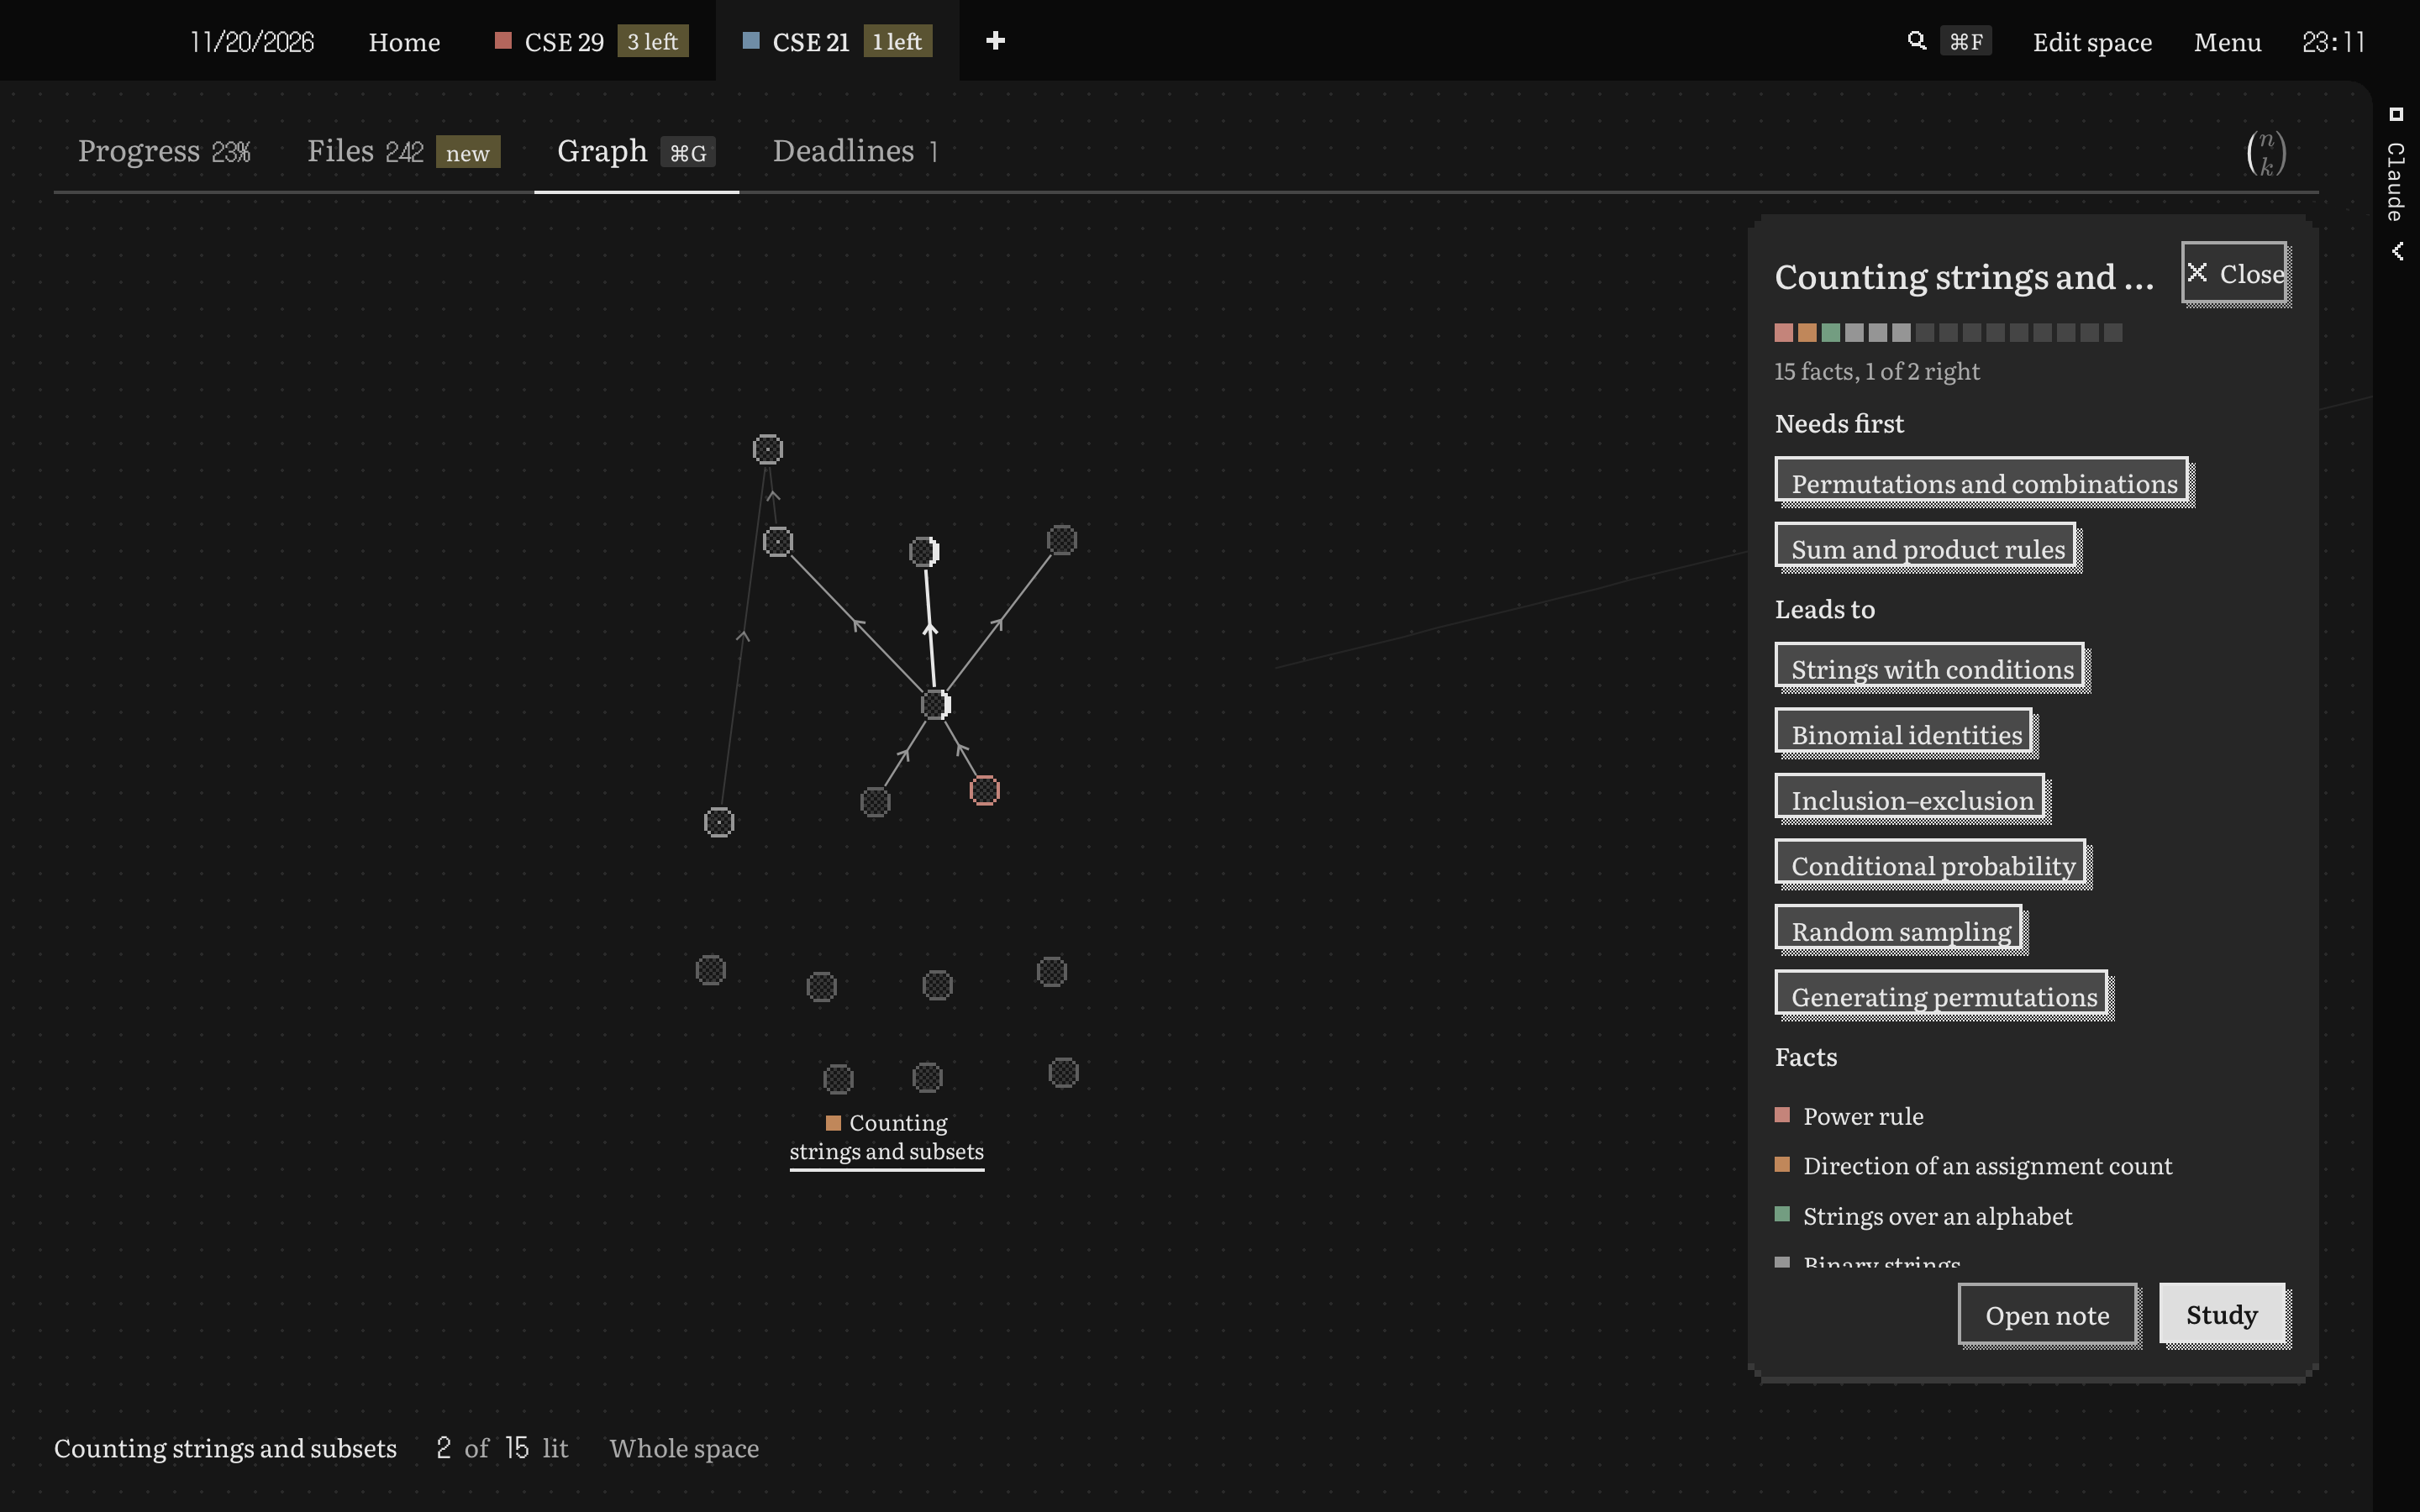 11/20/2026 Home CSE 29 3 left CSE 21 1 left ⌘F Edit space Menu 23:11
Claude
Progress 23% Files 242 new Graph ⌘G Deadlines 1 (n k)
Counting strings and ... Close
15 facts, 1 of 2 right
Needs first
Permutations and combinations
Sum and product rules
Leads to
Strings with conditions
Binomial identities
Inclusion–exclusion
Conditional probability
Random sampling
Generating permutations
Facts
Power rule
Direction of an assignment count
Strings over an alphabet
Binary strings
Open note Study
Counting
strings and subsets
Counting strings and subsets 2 of 15 lit Whole space